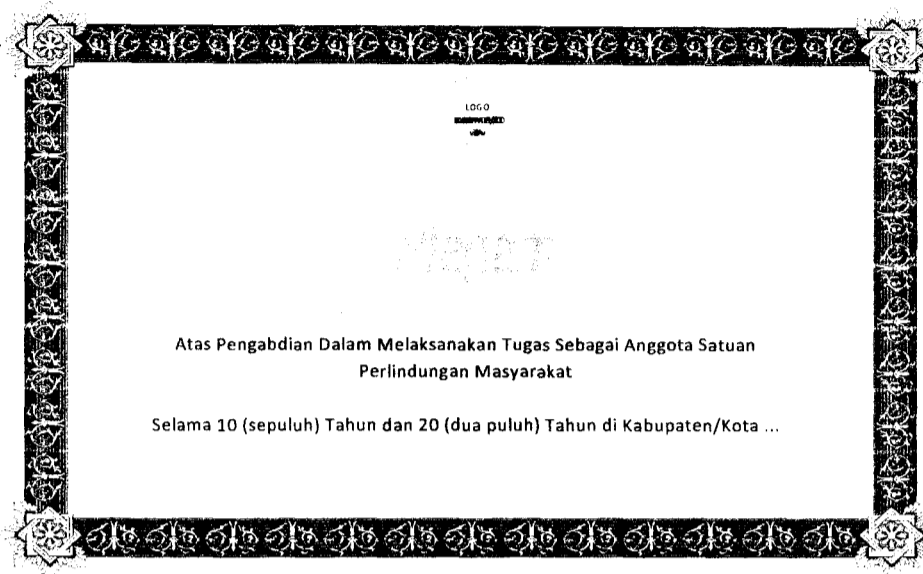 LOGO
Atas Pengabdian Dalam Melaksanakan Tugas Sebagai Anggota Satuan
Perlindungan Masyarakat
Selama 10 (sepuluh) Tahun dan 20 (dua puluh) Tahun di Kabupaten/Kota ...